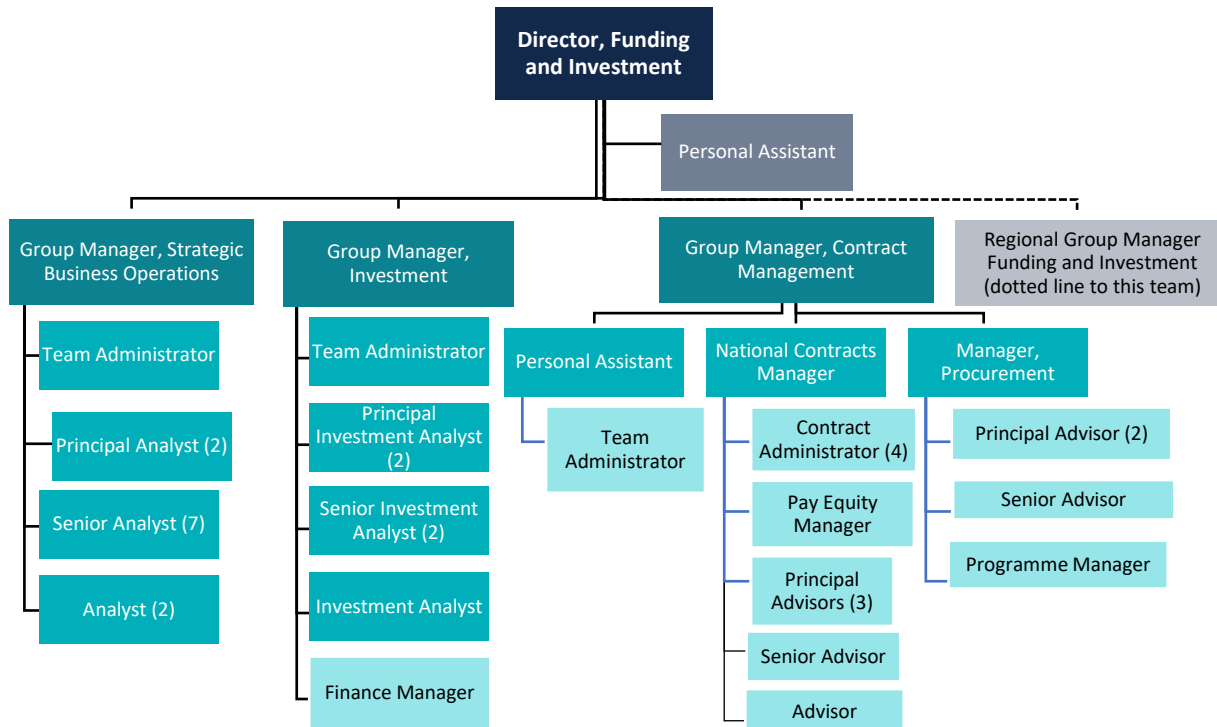 Director, Funding
and Investment
Personal Assistant
Group Manager, Strategic
Business Operations
Team Administrator
Principal Analyst (2)
Senior Analyst (7)
Analyst (2)
Group Manager,
Investment
Team Administrator
Principal
Investment Analyst
(2)
Senior Investment
Analyst (2)
Investment Analyst
Finance Manager
Group Manager, Contract
Management
Personal Assistant
Team
Administrator
National Contracts
Manager
Contract
Administrator (4)
Pay Equity
Manager
Principal
Advisors (3)
Senior Advisor
Advisor
Manager,
Procurement
Principal Advisor (2)
Senior Advisor
Programme Manager
Regional Group Manager
Funding and Investment
(dotted line to this team)